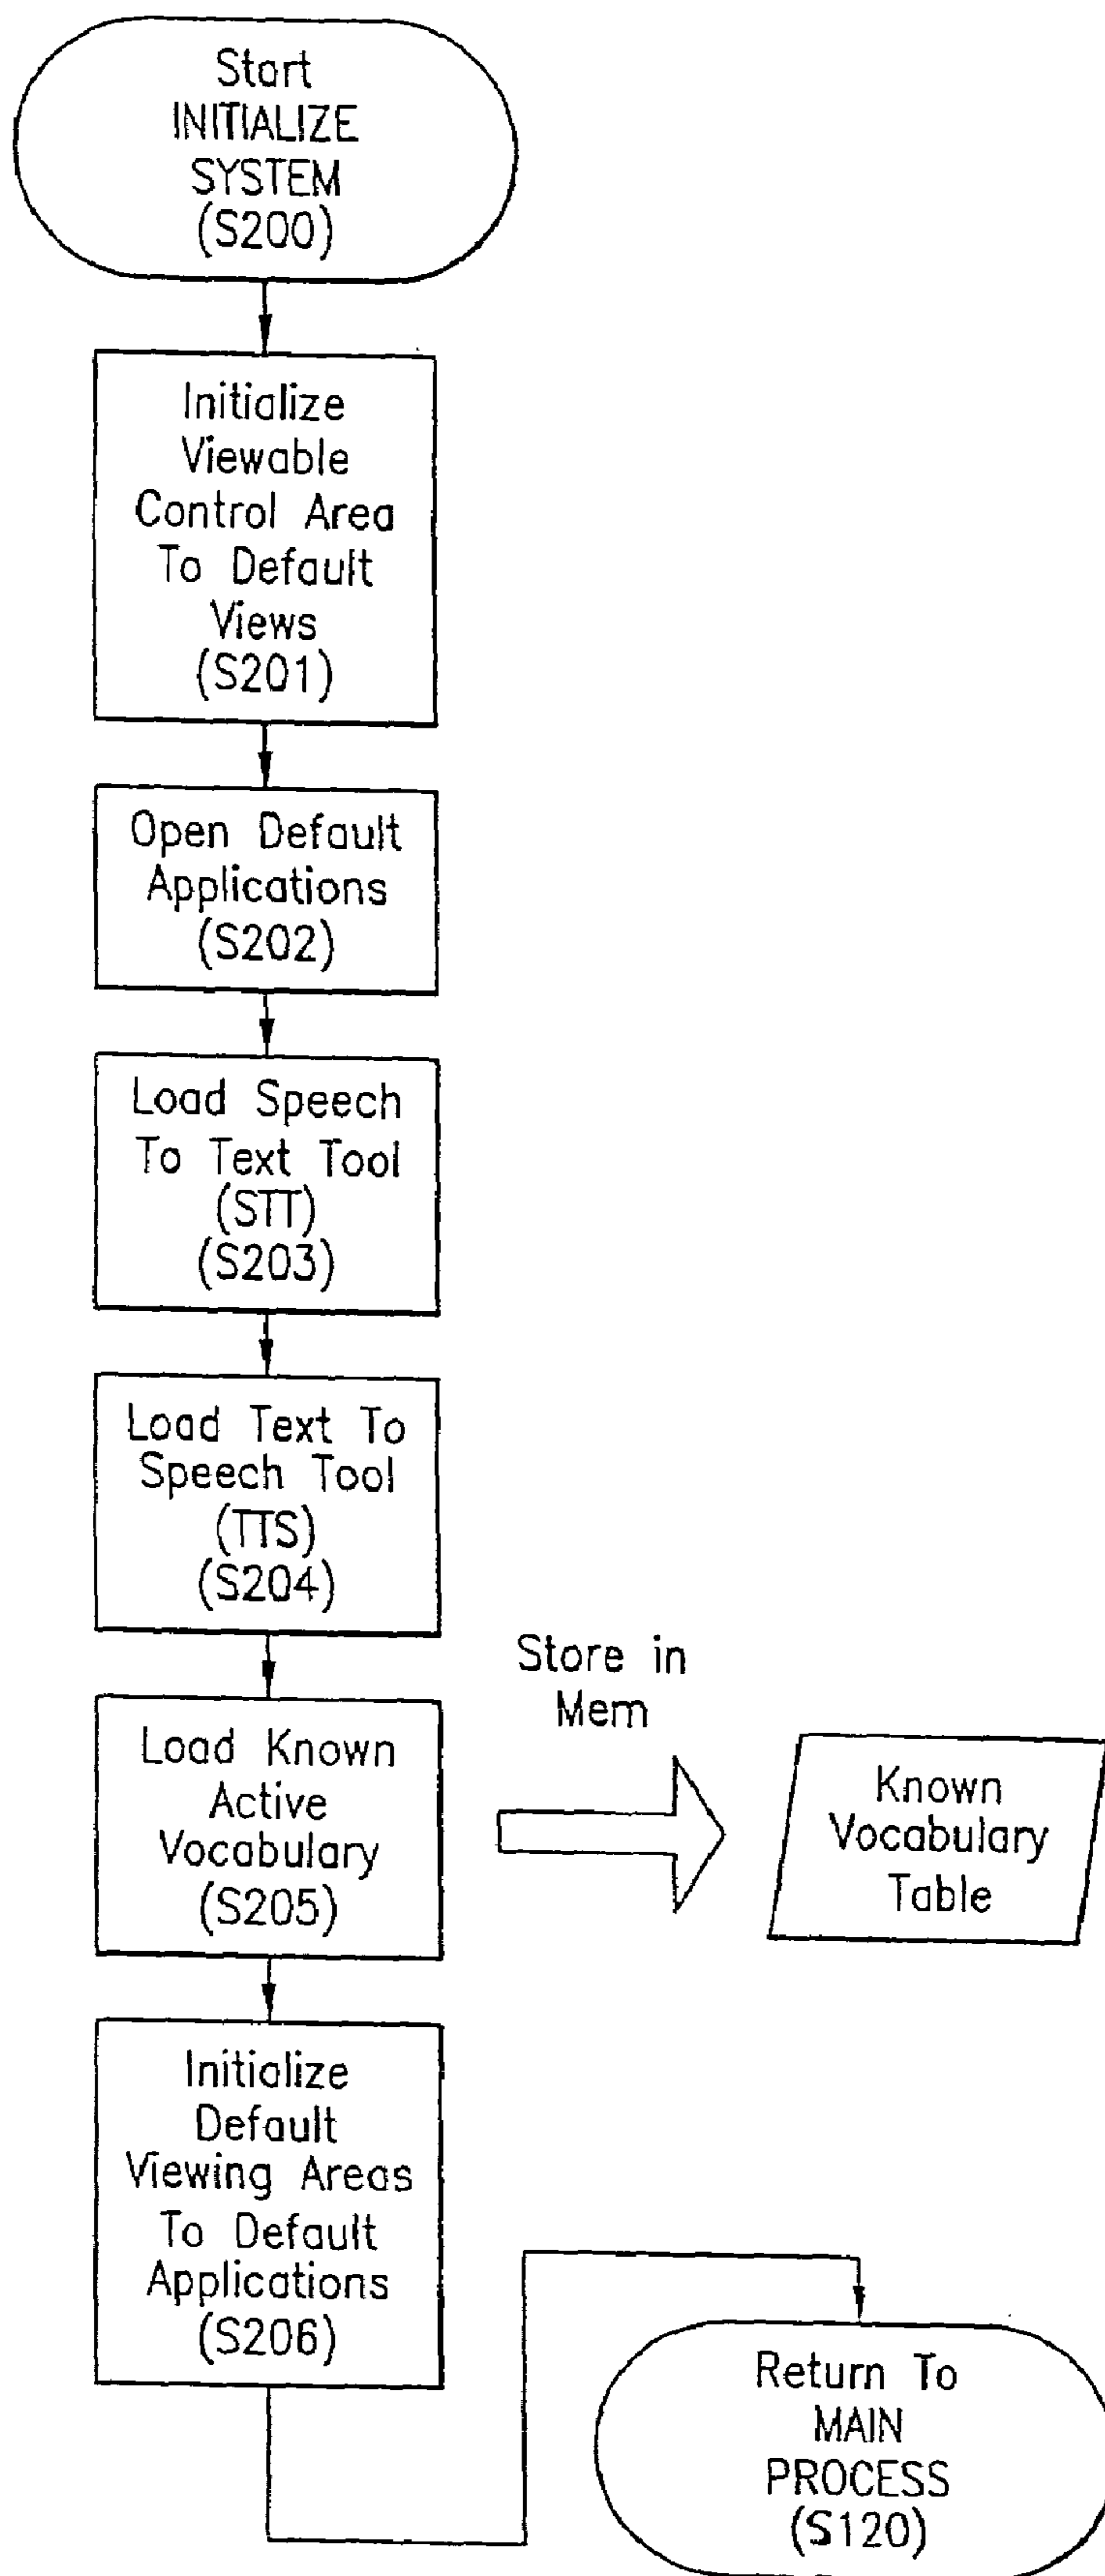 Start
INITIALIZE
SYSTEM
(S200)
Initialize
Viewable
Control Area
To Default
Views
(S201)
Open Default
Applications
(S202)
Load Speech
To Text Tool
(STT)
(S203)
Load Text To
Speech Tool
(TTS)
(S204)
Load Known
Active
Vocabulary
(S205)
Store in
Mem
Known
Vocabulary
Table
Initialize
Default
Viewing Areas
To Default
Applications
(S206)
Return To
MAIN
PROCESS
(S120)